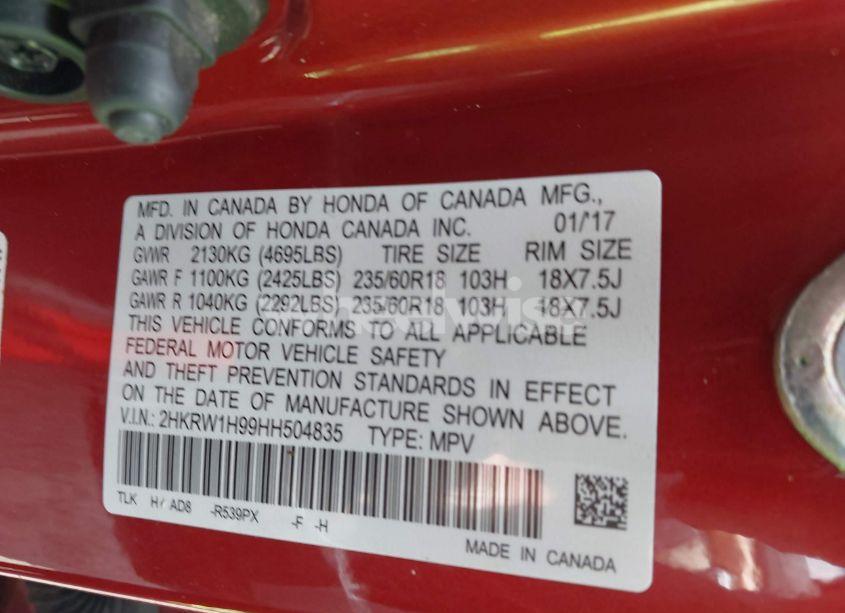 MFD. IN CANADA BY HONDA OF CANADA MFG.,
A DIVISION OF HONDA CANADA INC. 01/'17
GVWR 2130KG (4695LBS) TIRE SIZE RIM SIZE
GAWR F 1100KG (2425LBS) 235/60R18 103H 18X7.5J
GAWR R 1040KG (2292LBS) 235/60R18 103H 18X7.5J
THIS VEHICLE CONFORMS TO ALL APPLICABLE
FEDERAL MOTOR VEHICLE SAFETY
AND THEFT PREVENTION STANDARDS IN EFFECT
ON THE DATE OF MANUFACTURE SHOWN ABOVE.
V.I.N.: 2HKRW1H99HH504835 TYPE: MPV
TLK AD8 -R539PX -F -H
MADE IN CANADA